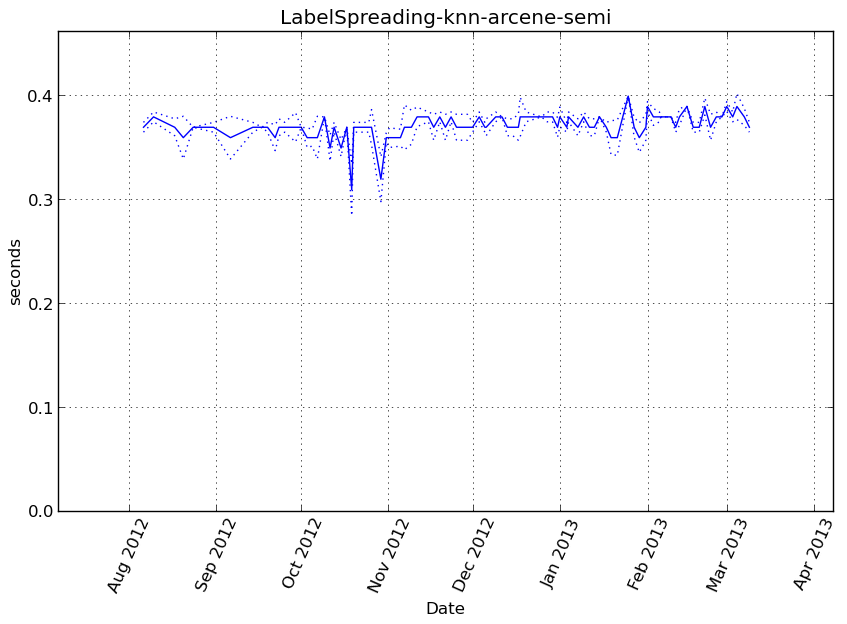 LabelSpreading-knn-arcene-semi
0.4
0.3
0.2
0.1
0.0
seconds
Aug 2012
Sep 2012
Oct 2012
Nov 2012
Dec 2012
Jan 2013
Feb 2013
Mar 2013
Apr 2013
Date